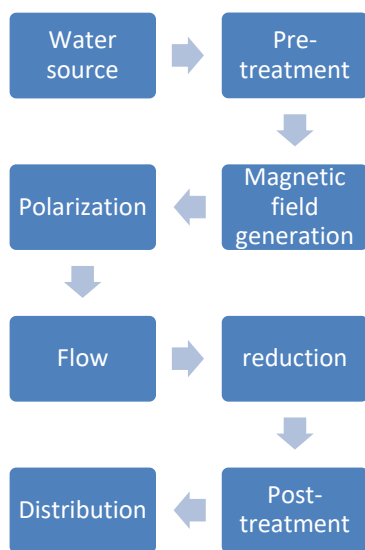 Water
source
Pre-
treatment
Magnetic
field
generation
Polarization
Flow
reduction
Post-
treatment
Distribution